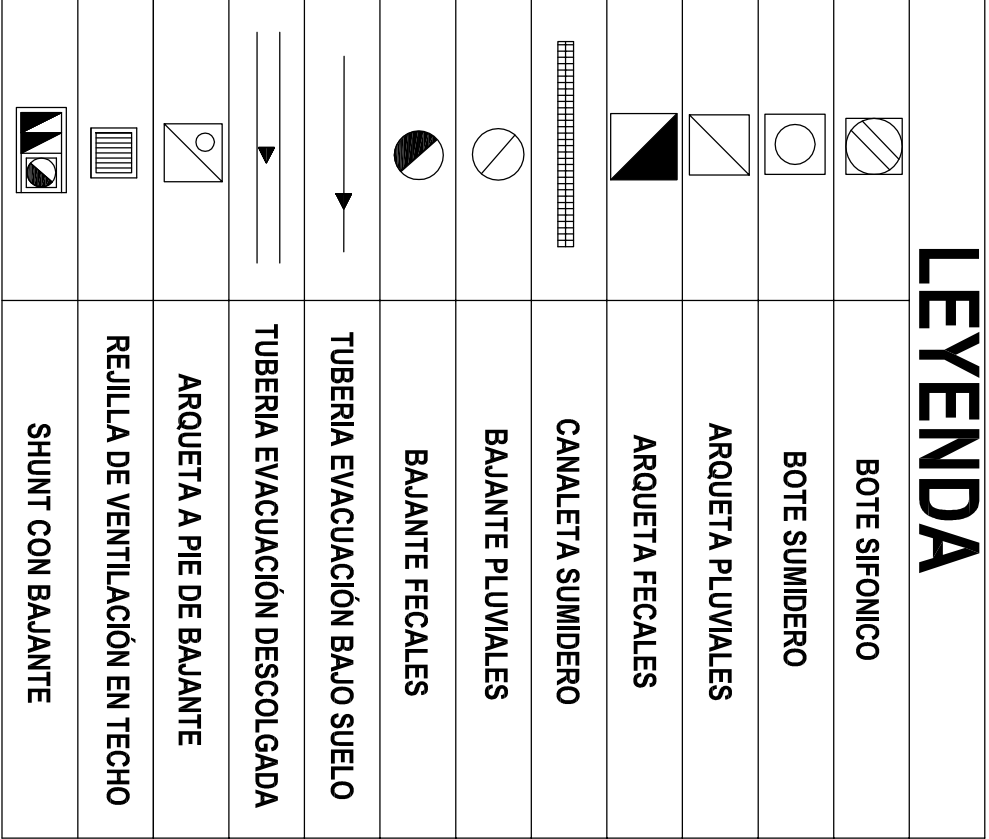 LEYENDA
BOTE SIFONICO
BOTE SUMIDERO
ARQUETA PLUVIALES
ARQUETA FECALES
CANALETA SUMIDERO
BAJANTE PLUVIALES
BAJANTE FECALES
TUBERIA EVACUACIÓN BAJO SUELO
TUBERIA EVACUACIÓN DESCOLGADA
ARQUETA A PIE DE BAJANTE
REJILLA DE VENTILACIÓN EN TECHO
SHUNT CON BAJANTE